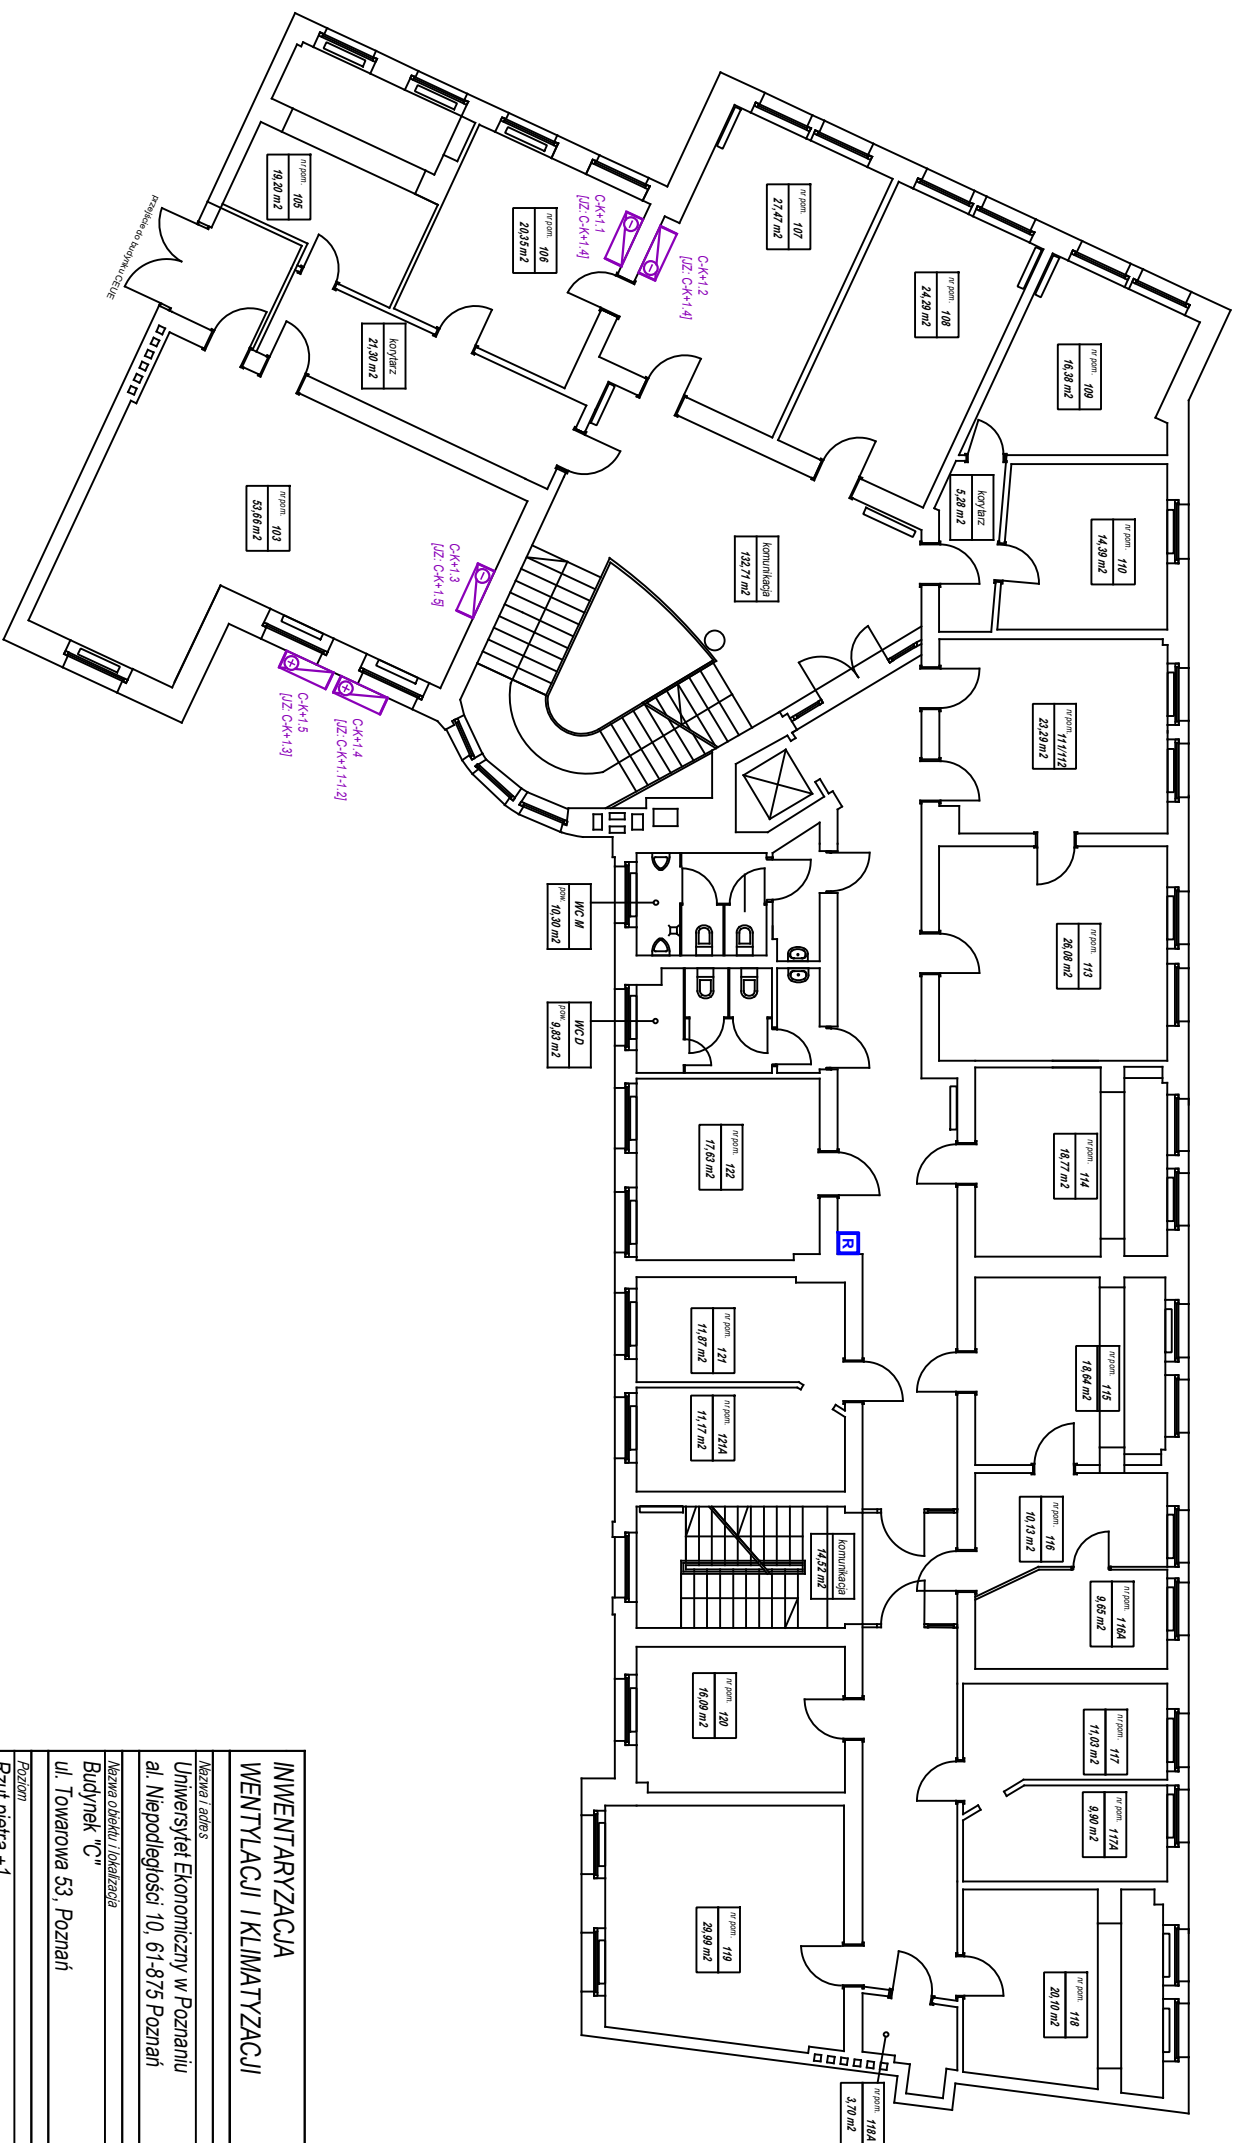 nr pom. 105
19,20 m2
nr pom. 106
20,35 m2
C-K+1.1
[JZ: C-K+1.4]
C-K+1.2
[JZ: C-K+1.4]
nr pom. 107
27,47 m2
nr pom. 108
24,29 m2
nr pom. 109
16,38 m2
korytarz
5,28 m2
nr pom. 110
14,39 m2
przejście do budynku CEUE
korytarz
21,30 m2
nr pom. 103
53,66 m2
C-K+1.3
[JZ: C-K+1.5]
komunikacja
132,71 m2
C-K+1.5
[JZ: C-K+1.3]
C-K+1.4
[JZ: C-K+1.1-1.2]
nr pom. 111/112
23,29 m2
nr pom. 113
26,08 m2
WC M
pow. 10,30 m2
WC D
pow. 9,83 m2
nr pom. 114
18,77 m2
nr pom. 122
17,63 m2
R
nr pom. 115
18,64 m2
nr pom. 121
11,87 m2
nr pom. 121A
11,17 m2
nr pom. 116
10,13 m2
nr pom. 116A
9,65 m2
komunikacja
14,52 m2
nr pom. 117
11,03 m2
nr pom. 117A
9,90 m2
nr pom. 120
16,09 m2
nr pom. 119
29,99 m2
nr pom. 118
20,10 m2
nr pom. 118A
3,70 m2
INWENTARYZACJA
WENTYLACJI I KLIMATYZACJI
Nazwa i adres
Uniwersytet Ekonomiczny w Poznaniu
al. Niepodległości 10, 61-875 Poznań
Nazwa obiektu i lokalizacja
Budynek "C"
ul. Towarowa 53, Poznań
Poziom
Rzut piętra +1